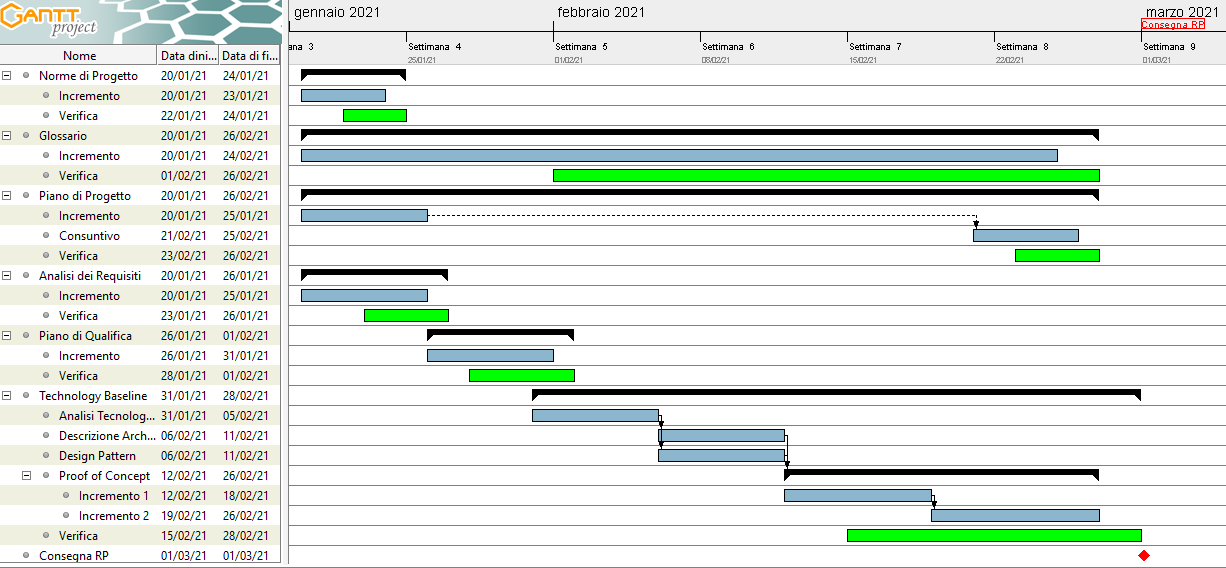 GANTT
project
gennaio 2021 febbraio 2021 marzo 2021
Consegna RP
ana 3 Settimana 4 Settimana 5 Settimana 6 Settimana 7 Settimana 8 Settimana 9
25/01/21 01/02/21 08/02/21 15/02/21 22/02/21 01/03/21
Nome Data dini... Data di fi...
Norme di Progetto 20/01/21 24/01/21
Incremento 20/01/21 23/01/21
Verifica 22/01/21 24/01/21
Glossario 20/01/21 26/02/21
Incremento 20/01/21 24/02/21
Verifica 01/02/21 26/02/21
Piano di Progetto 20/01/21 26/02/21
Incremento 20/01/21 25/01/21
Consuntivo 21/02/21 25/02/21
Verifica 23/02/21 26/02/21
Analisi dei Requisiti 20/01/21 26/01/21
Incremento 20/01/21 25/01/21
Verifica 23/01/21 26/01/21
Piano di Qualifica 26/01/21 01/02/21
Incremento 26/01/21 31/01/21
Verifica 28/01/21 01/02/21
Technology Baseline 31/01/21 28/02/21
Analisi Tecnolog... 31/01/21 05/02/21
Descrizione Arch... 06/02/21 11/02/21
Design Pattern 06/02/21 11/02/21
Proof of Concept 12/02/21 26/02/21
Incremento 1 12/02/21 18/02/21
Incremento 2 19/02/21 26/02/21
Verifica 15/02/21 28/02/21
Consegna RP 01/03/21 01/03/21